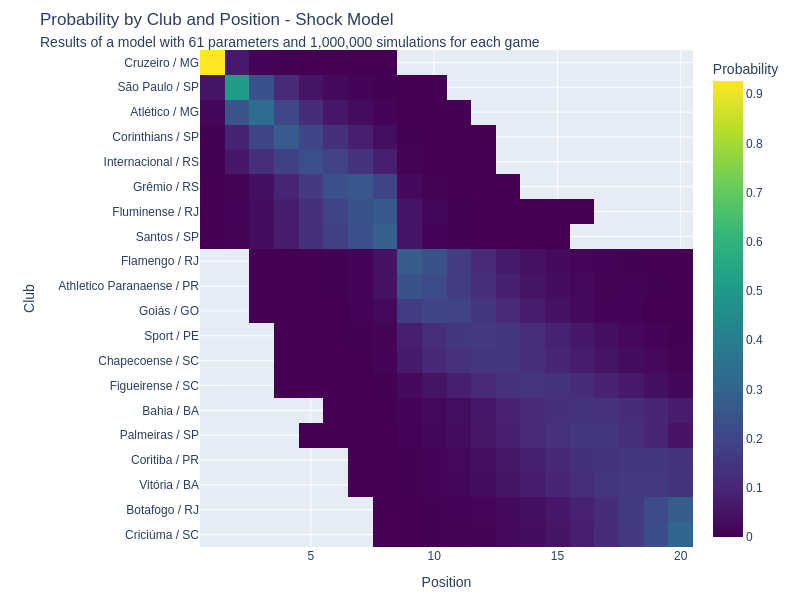 Probability by Club and Position - Shock Model
Results of a model with 61 parameters and 1,000,000 simulations for each game
Cruzeiro / MG
São Paulo / SP
Atlético / MG
Corinthians / SP
Internacional / RS
Grêmio / RS
Fluminense / RJ
Santos / SP
Flamengo / RJ
Athletico Paranaense / PR
Goiás / GO
Sport / PE
Chapecoense / SC
Figueirense / SC
Bahia / BA
Palmeiras / SP
Coritiba / PR
Vitória / BA
Botafogo / RJ
Criciúma / SC
Club
5
10
15
20
Position
Probability
0.9
0.8
0.7
0.6
0.5
0.4
0.3
0.2
0.1
0